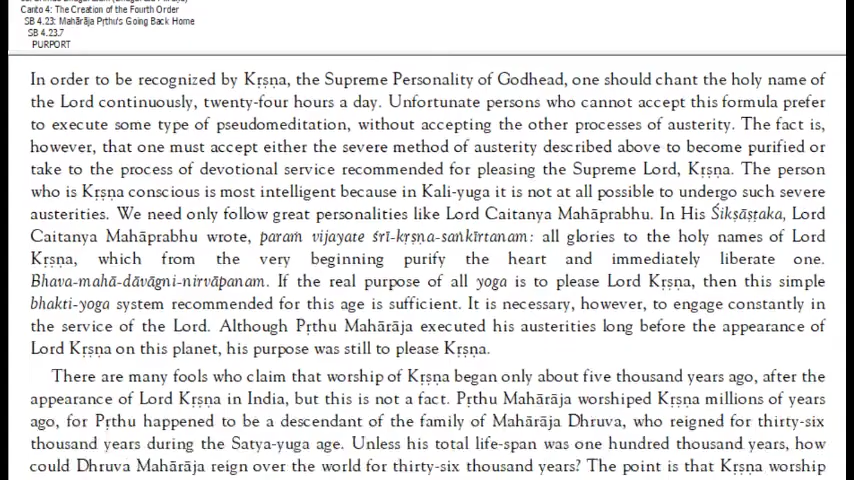 Canto 4: The Creation of the Fourth Order
SB 4.23: Mahārāja Pṛthu's Going Back Home
SB 4.23.7
PURPORT
In order to be recognized by Kṛṣṇa, the Supreme Personality of Godhead, one should chant the holy name of
the Lord continuously, twenty-four hours a day. Unfortunate persons who cannot accept this formula prefer
to execute some type of pseudomeditation, without accepting the other processes of austerity. The fact is,
however, that one must accept either the severe method of austerity described above to become purified or
take to the process of devotional service recommended for pleasing the Supreme Lord, Kṛṣṇa. The person
who is Kṛṣṇa conscious is most intelligent because in Kali-yuga it is not at all possible to undergo such severe
austerities. We need only follow great personalities like Lord Caitanya Mahāprabhu. In His Śikṣāṣṭaka, Lord
Caitanya Mahāprabhu wrote, paraṁ vijayate śrī-kṛṣṇa-saṅkīrtanam: all glories to the holy names of Lord
Kṛṣṇa, which from the very beginning purify the heart and immediately liberate one.
Bhava-mahā-dāvāgni-nirvāpanam. If the real purpose of all yoga is to please Lord Kṛṣṇa, then this simple
bhakti-yoga system recommended for this age is sufficient. It is necessary, however, to engage constantly in
the service of the Lord. Although Pṛthu Mahārāja executed his austerities long before the appearance of
Lord Kṛṣṇa on this planet, his purpose was still to please Kṛṣṇa.
There are many fools who claim that worship of Kṛṣṇa began only about five thousand years ago, after the
appearance of Lord Kṛṣṇa in India, but this is not a fact. Pṛthu Mahārāja worshiped Kṛṣṇa millions of years
ago, for Pṛthu happened to be a descendant of the family of Mahārāja Dhruva, who reigned for thirty-six
thousand years during the Satya-yuga age. Unless his total life-span was one hundred thousand years, how
could Dhruva Mahārāja reign over the world for thirty-six thousand years? The point is that Kṛṣṇa worship